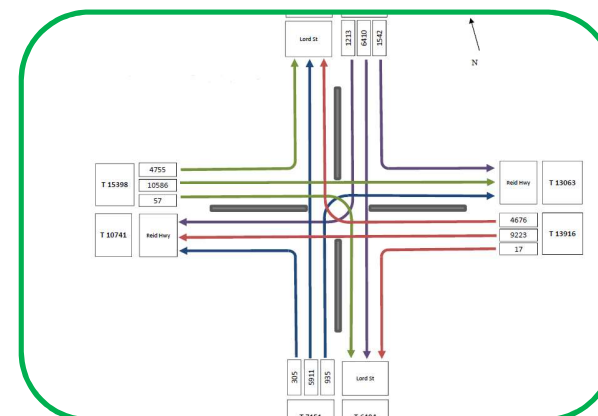 Lord St
1213
6410
1542
N
4755
T 15398
10586
57
Reid Hwy
T 13063
T 10741
Reid Hwy
4676
9223
T 13916
17
305
5911
935
Lord St